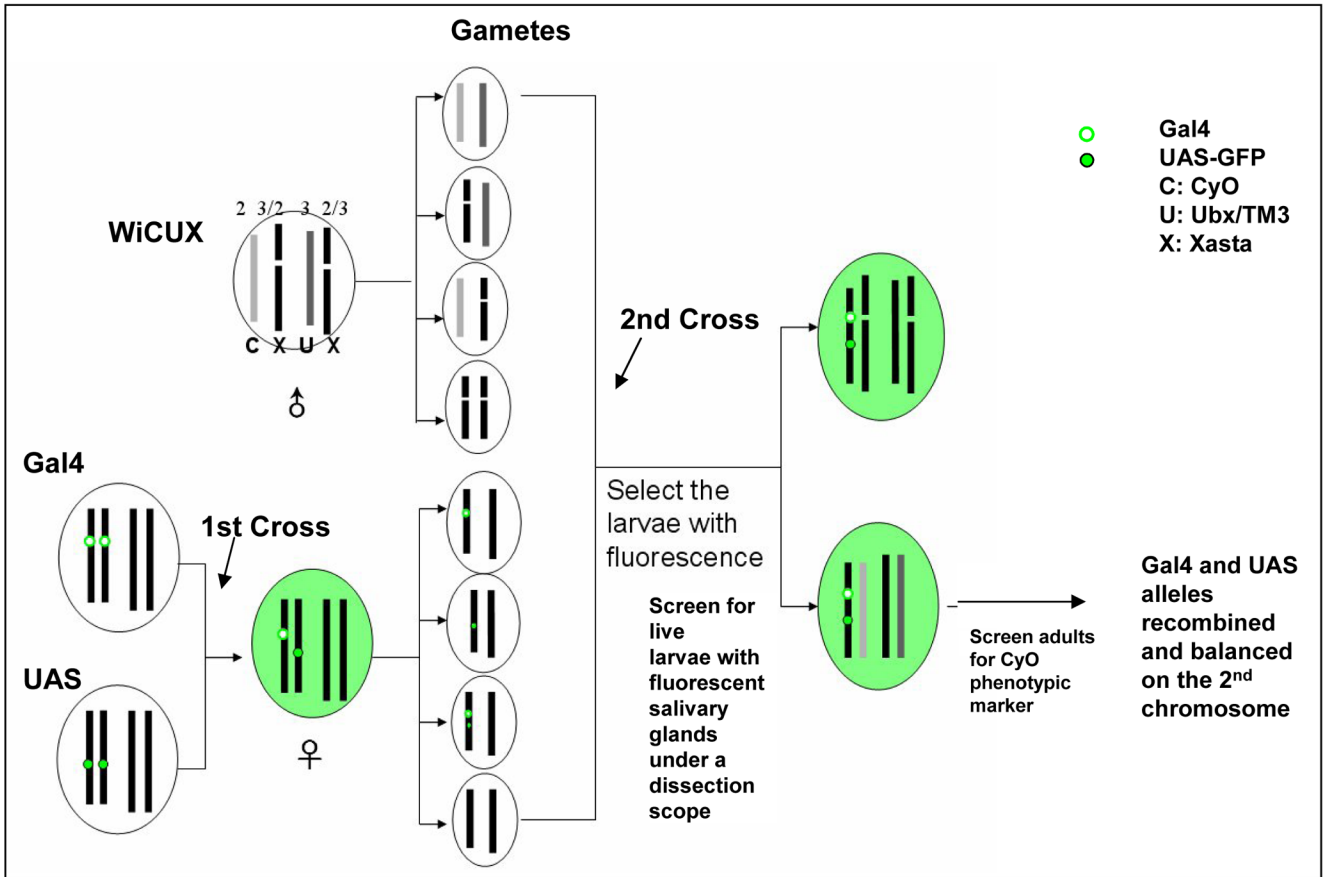 Gametes
Gal4
UAS-GFP
C: CyO
U: Ubx/TM3
X: Xasta
2 3/2 3 2/3
WiCUX
C X U X
♂
2nd Cross
Gal4
1st Cross
UAS
♀
Select the
larvae with
fluorescence
Screen for
live
larvae with
fluorescent
salivary
glands
under a
dissection
scope
Screen adults
for CyO
phenotypic
marker
Gal4 and UAS
alleles
recombined
and balanced
on the 2nd
chromosome